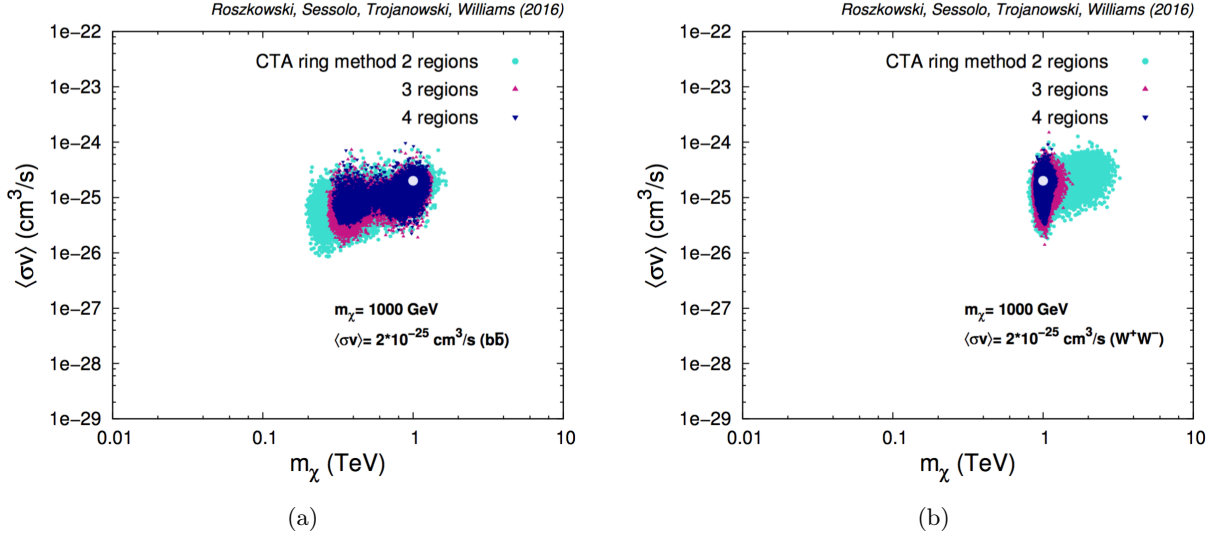 Roszkowski, Sessolo, Trojanowski, Williams (2016)
1e−22
1e−23
1e−24
1e−25
1e−26
1e−27
1e−28
1e−29
⟨σv⟩ (cm³/s)
CTA ring method 2 regions
3 regions
4 regions
mχ= 1000 GeV
⟨σv⟩= 2*10⁻²⁵ cm³/s (bb̄)
0.01 0.1 1 10
mχ (TeV)
(a)
Roszkowski, Sessolo, Trojanowski, Williams (2016)
1e−22
1e−23
1e−24
1e−25
1e−26
1e−27
1e−28
1e−29
⟨σv⟩ (cm³/s)
CTA ring method 2 regions
3 regions
4 regions
mχ= 1000 GeV
⟨σv⟩= 2*10⁻²⁵ cm³/s (W⁺W⁻)
0.01 0.1 1 10
mχ (TeV)
(b)